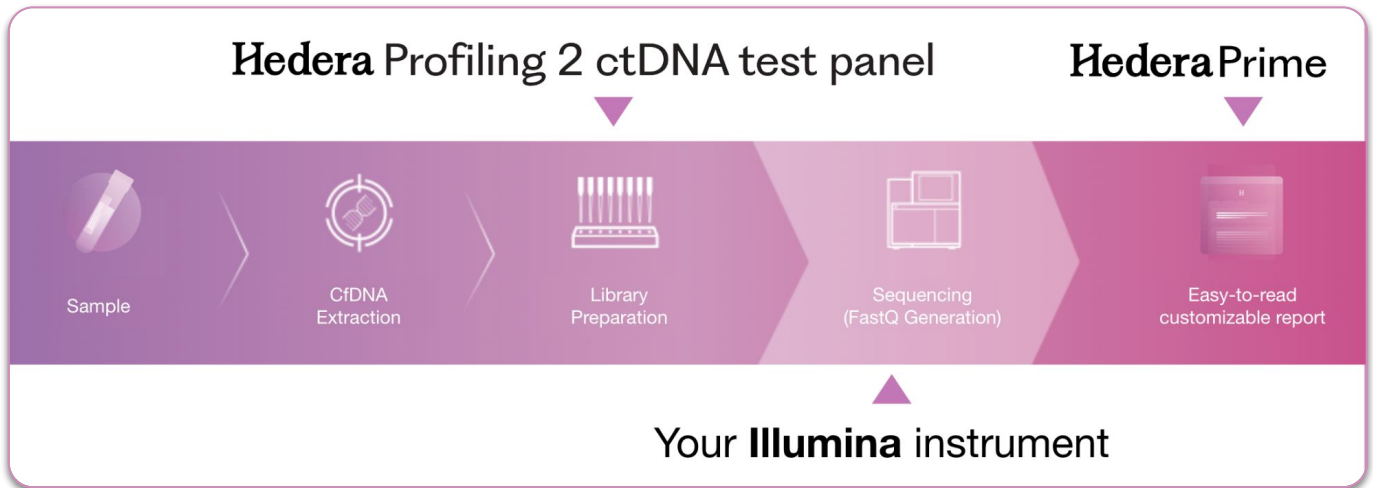 Hedera Profiling 2 ctDNA test panel
Hedera Prime
Sample
CfDNA
Extraction
Library
Preparation
Sequencing
(FastQ Generation)
H
Easy-to-read
customizable report
Your Illumina instrument